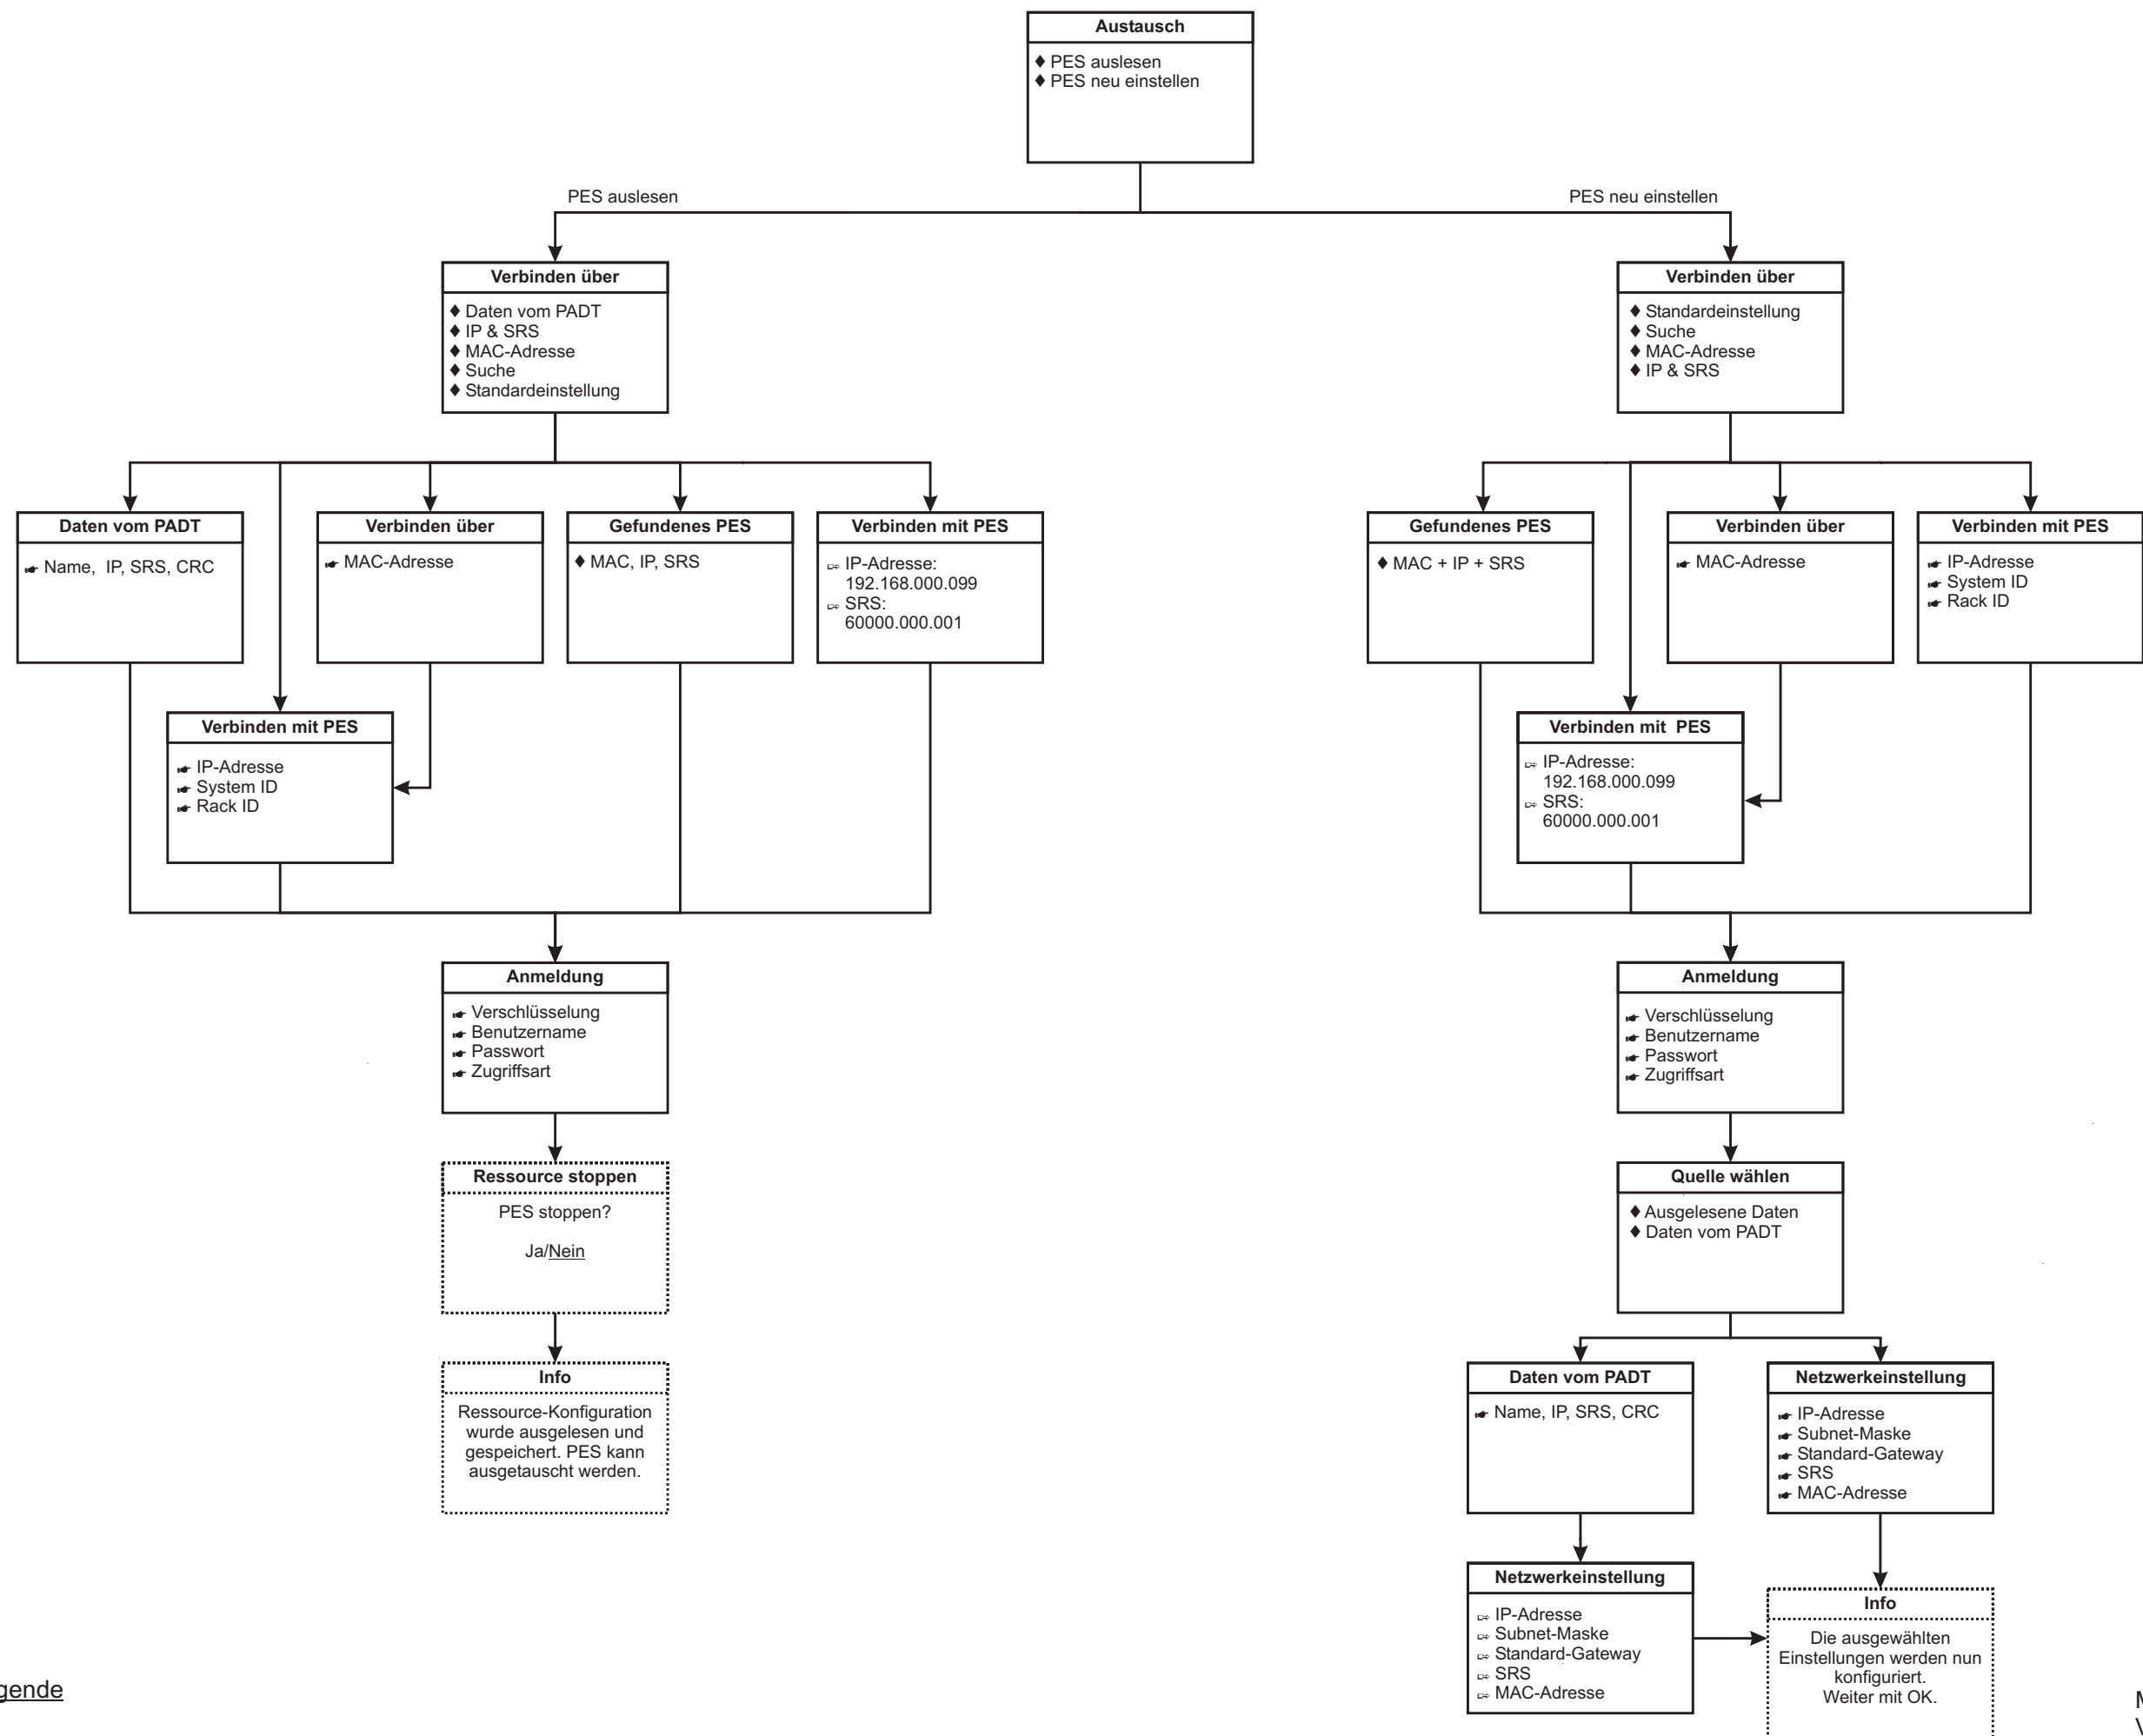 Austausch
♦ PES auslesen
♦ PES neu einstellen
PES auslesen
PES neu einstellen
Verbinden über
♦ Daten vom PADT
♦ IP & SRS
♦ MAC-Adresse
♦ Suche
♦ Standardeinstellung
Verbinden über
♦ Standardeinstellung
♦ Suche
♦ MAC-Adresse
♦ IP & SRS
Daten vom PADT
Name, IP, SRS, CRC
Verbinden über
MAC-Adresse
Gefundenes PES
♦ MAC, IP, SRS
Verbinden mit PES
IP-Adresse:
192.168.000.099
SRS:
60000.000.001
Gefundenes PES
♦ MAC + IP + SRS
Verbinden über
MAC-Adresse
Verbinden mit PES
IP-Adresse
System ID
Rack ID
Verbinden mit PES
IP-Adresse
System ID
Rack ID
Verbinden mit PES
IP-Adresse:
192.168.000.099
SRS:
60000.000.001
Anmeldung
Verschlüsselung
Benutzername
Passwort
Zugriffsart
Anmeldung
Verschlüsselung
Benutzername
Passwort
Zugriffsart
Ressource stoppen
PES stoppen?
Ja/Nein
Quelle wählen
♦ Ausgelesene Daten
♦ Daten vom PADT
Info
Ressource-Konfiguration
wurde ausgelesen und
gespeichert. PES kann
ausgetauscht werden.
Daten vom PADT
Name, IP, SRS, CRC
Netzwerkeinstellung
IP-Adresse
Subnet-Maske
Standard-Gateway
SRS
MAC-Adresse
Netzwerkeinstellung
IP-Adresse
Subnet-Maske
Standard-Gateway
SRS
MAC-Adresse
Info
Die ausgewählten
Einstellungen werden nun
konfiguriert.
Weiter mit OK.
gende